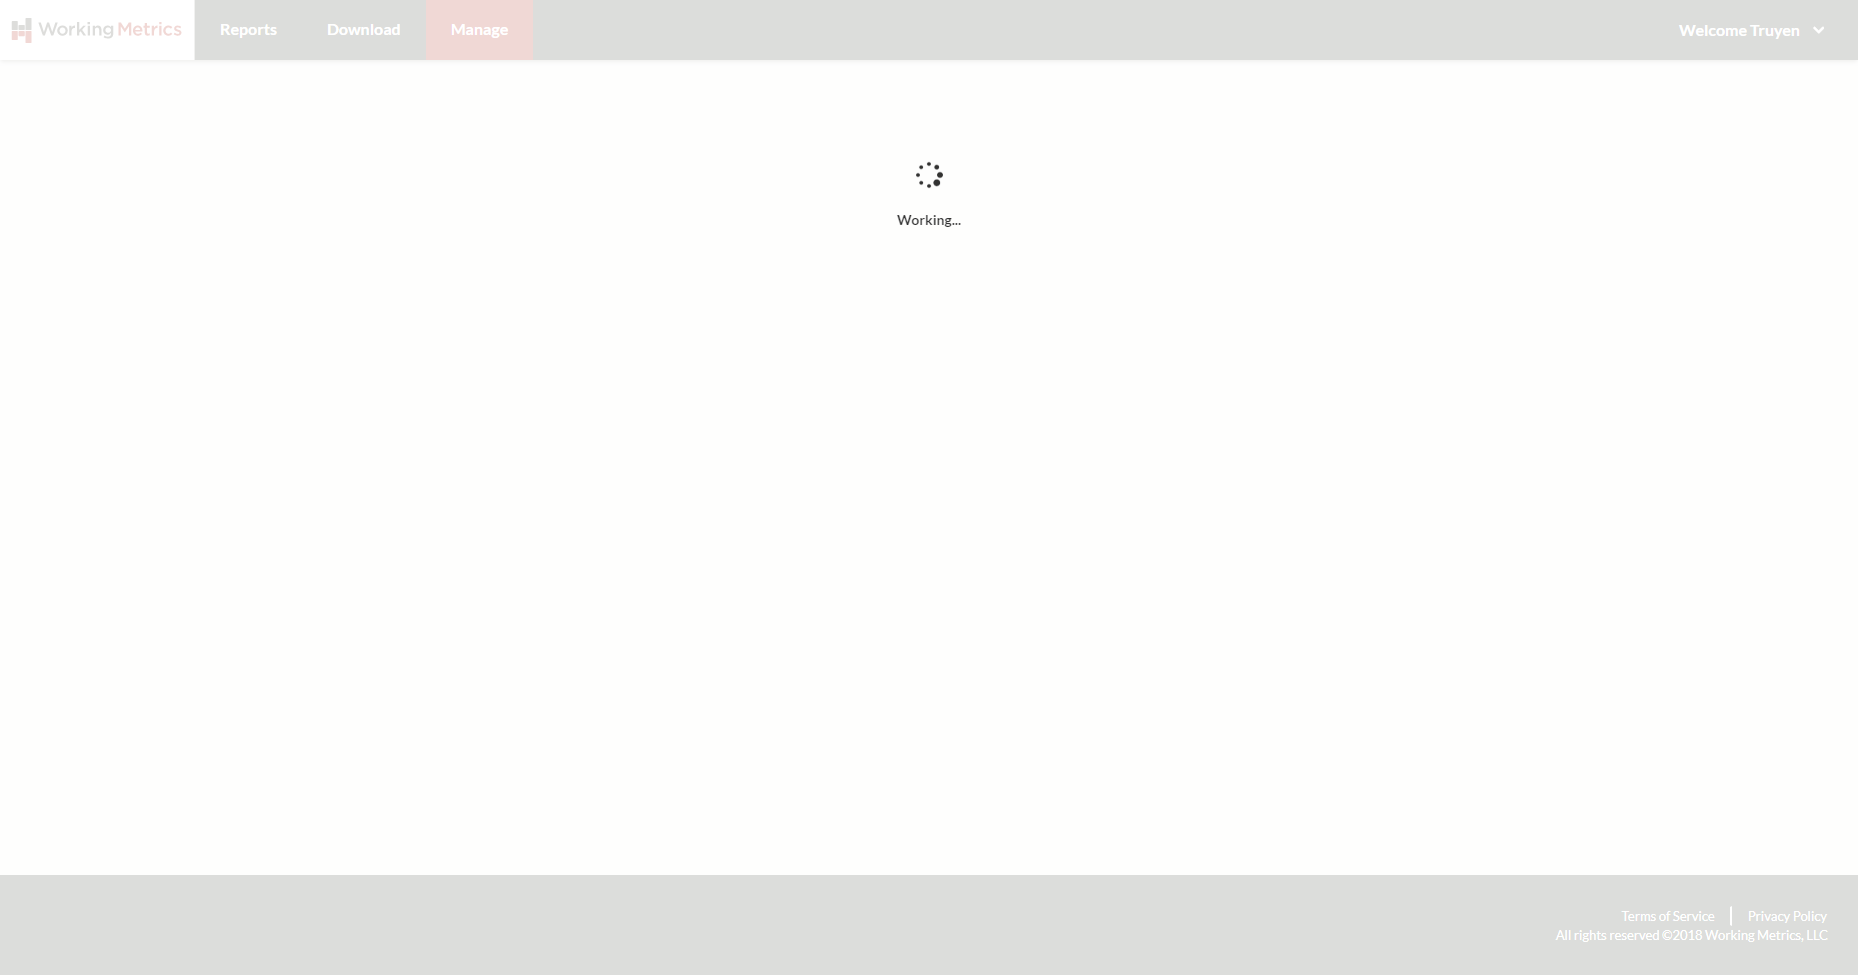 Working Metrics
Reports
Download
Manage
Welcome Truyen
Working...
Terms of Service
Privacy Policy
All rights reserved ©2018 Working Metrics, LLC